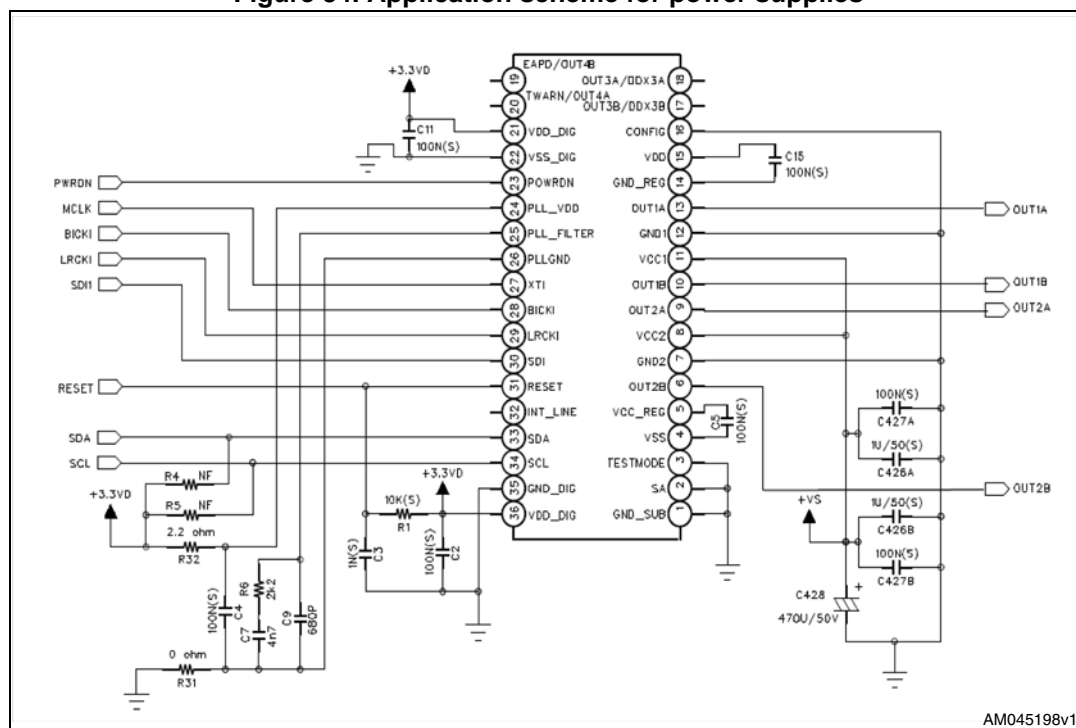 Application scheme for power supplies
+3.3VD
EAPD/OUT4B
19
OUT3A/DDX3A
18
TWARN/OUT4A
20
OUT3B/DDX3B
17
C11
100N(S)
VDD_DIG
21
CONFIG
16
VSS_DIG
22
VDD
15
C15
100N(S)
PWRDN
23
POWRDN
GND_REG
14
MCLK
24
PLL_VDD
OUT1A
13
OUT1A
BICKI
25
PLL_FILTER
GND1
12
LRCKI
26
PLLGND
VCC1
11
SDI1
27
XTI
OUT1B
10
OUT1B
28
BICKI
OUT2A
9
OUT2A
29
LRCKI
VCC2
8
30
SDI
GND2
7
RESET
31
RESET
OUT2B
6
32
INT_LINE
VCC_REG
5
C5
100N(S)
100N(S)
C427A
SDA
33
SDA
VSS
4
1U/50(S)
C426A
SCL
34
SCL
TESTMODE
3
R4
NF
+3.3VD
35
GND_DIG
SA
2
OUT2B
R5
NF
+3.3VD
10K(S)
R1
36
VDD_DIG
GND_SUB
1
+VS
1U/50(S)
C426B
2.2 ohm
R32
1N(S)
C3
100N(S)
C2
100N(S)
C427B
100N(S)
C4
R6
2k2
C7
4n7
C9
680P
C428
470U/50V
+
0 ohm
R31
AM045198v1